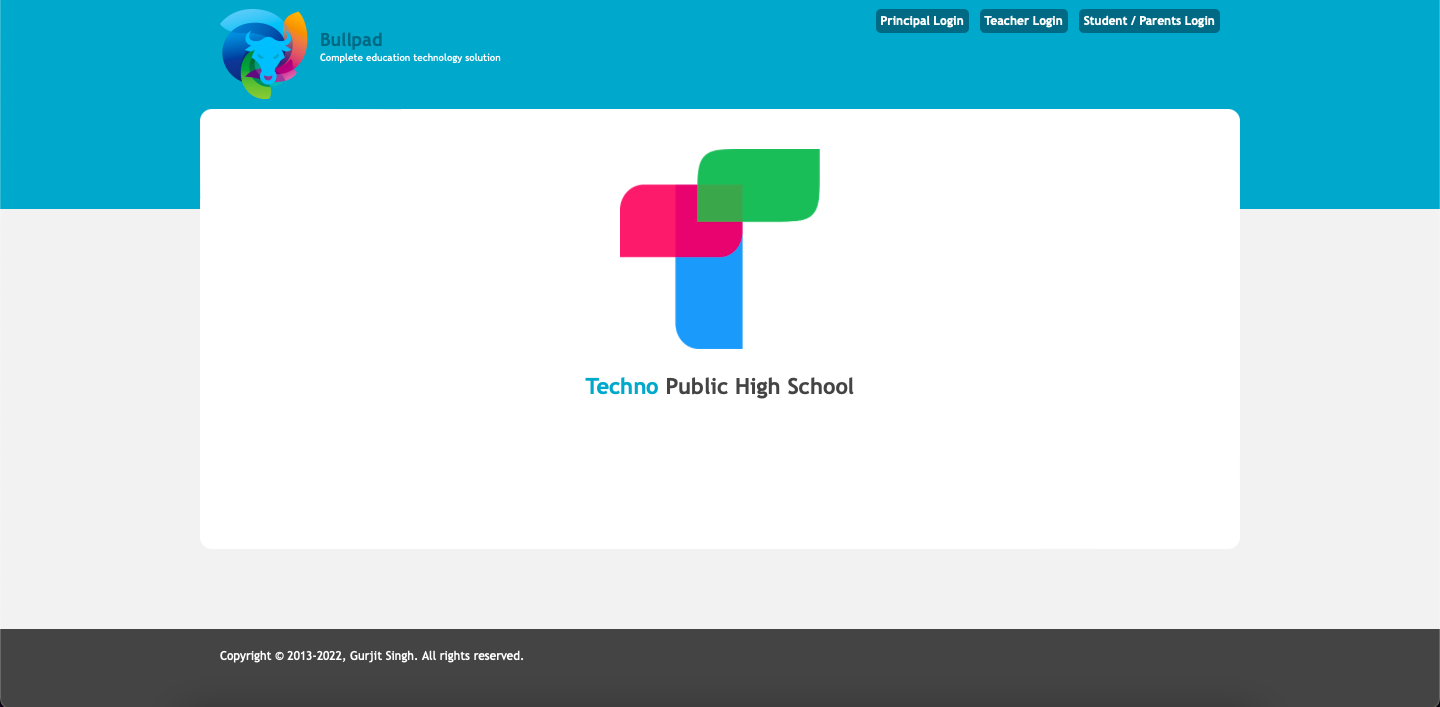 Principal Login Teacher Login Student / Parents Login
Bullpad
Complete education technology solution
Techno Public High School
Copyright © 2013-2022, Gurjit Singh. All rights reserved.